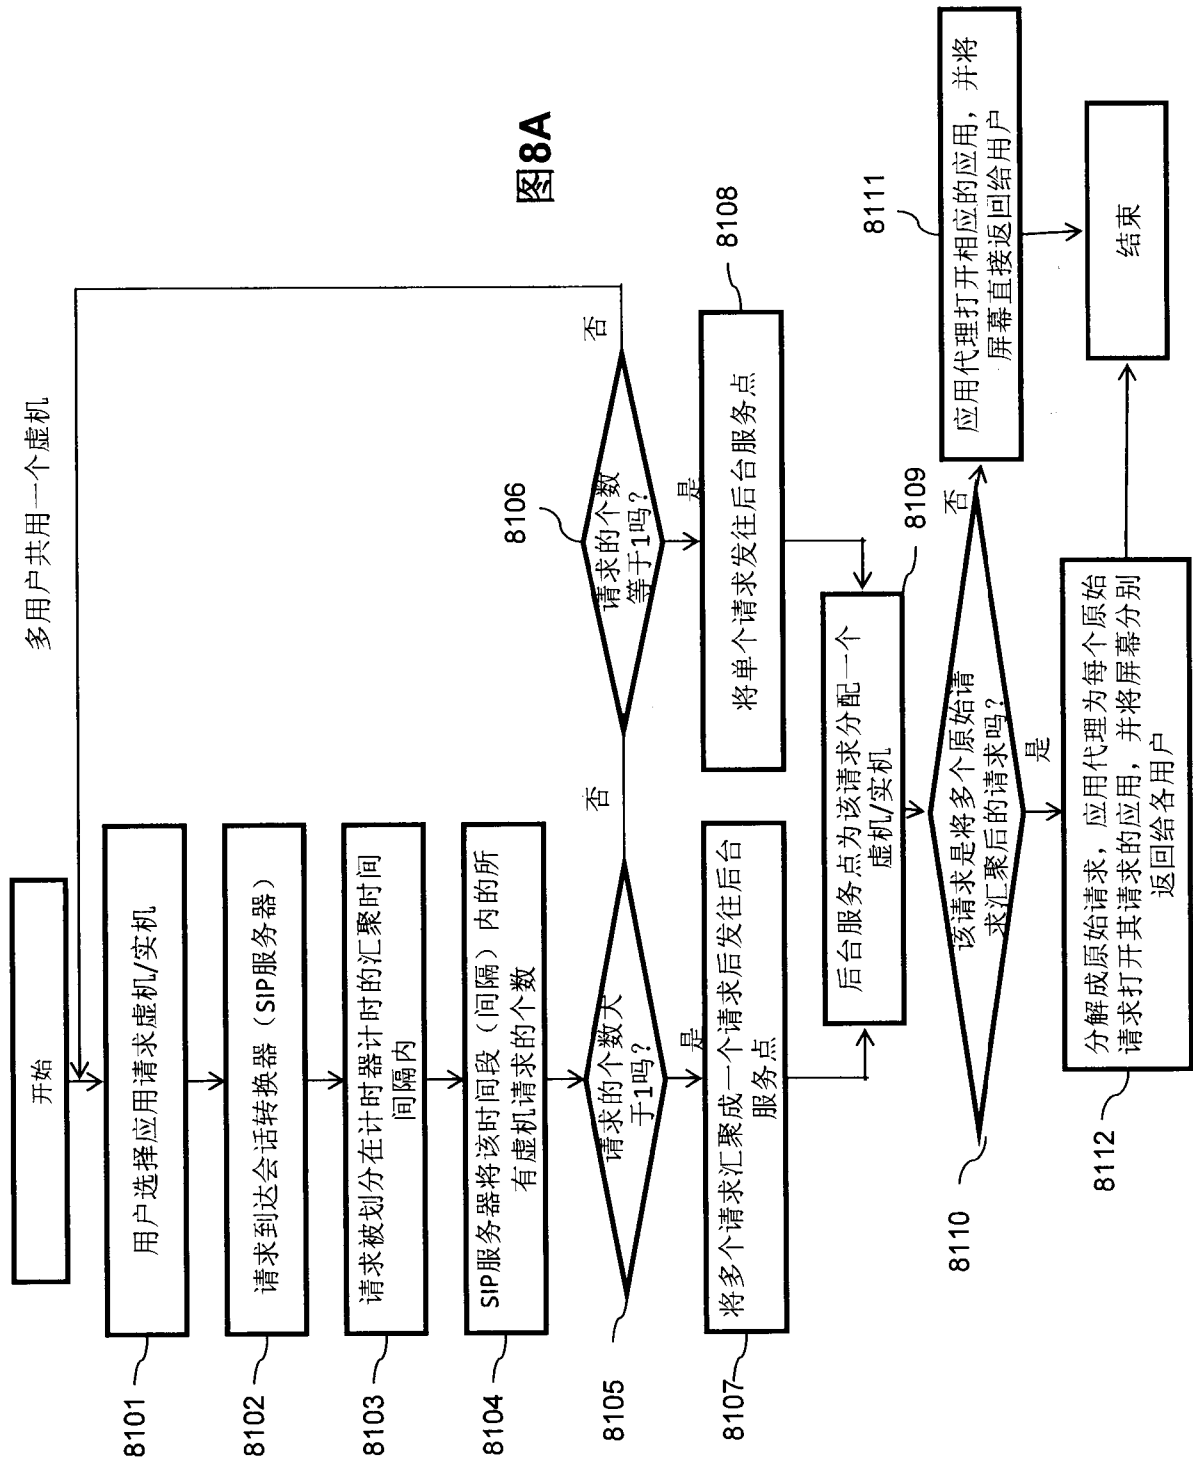 多用户共用一个虚机
开始
用户选择应用请求虚机/实机
8101
请求到达会话转换器（SIP服务器）
8102
请求被划分在计时器计时的汇聚时间
间隔内
8103
SIP服务器将该时间段（间隔）内的所
有虚机请求的个数
8104
请求的个数大
于1吗？
8105
否
是
请求的个数
等于1吗？
8106
否
是
将多个请求汇聚成一个请求后发往后台
服务点
8107
将单个请求发往后台服务点
8108
后台服务点为该请求分配一个
虚机/实机
8109
该请求是将多个原始请
求汇聚后的请求吗？
8110
否
是
应用代理打开相应的应用，并将
屏幕直接返回给用户
8111
分解成原始请求，应用代理为每个原始
请求打开其请求的应用，并将屏幕分别
返回给各用户
8112
结束
图8A